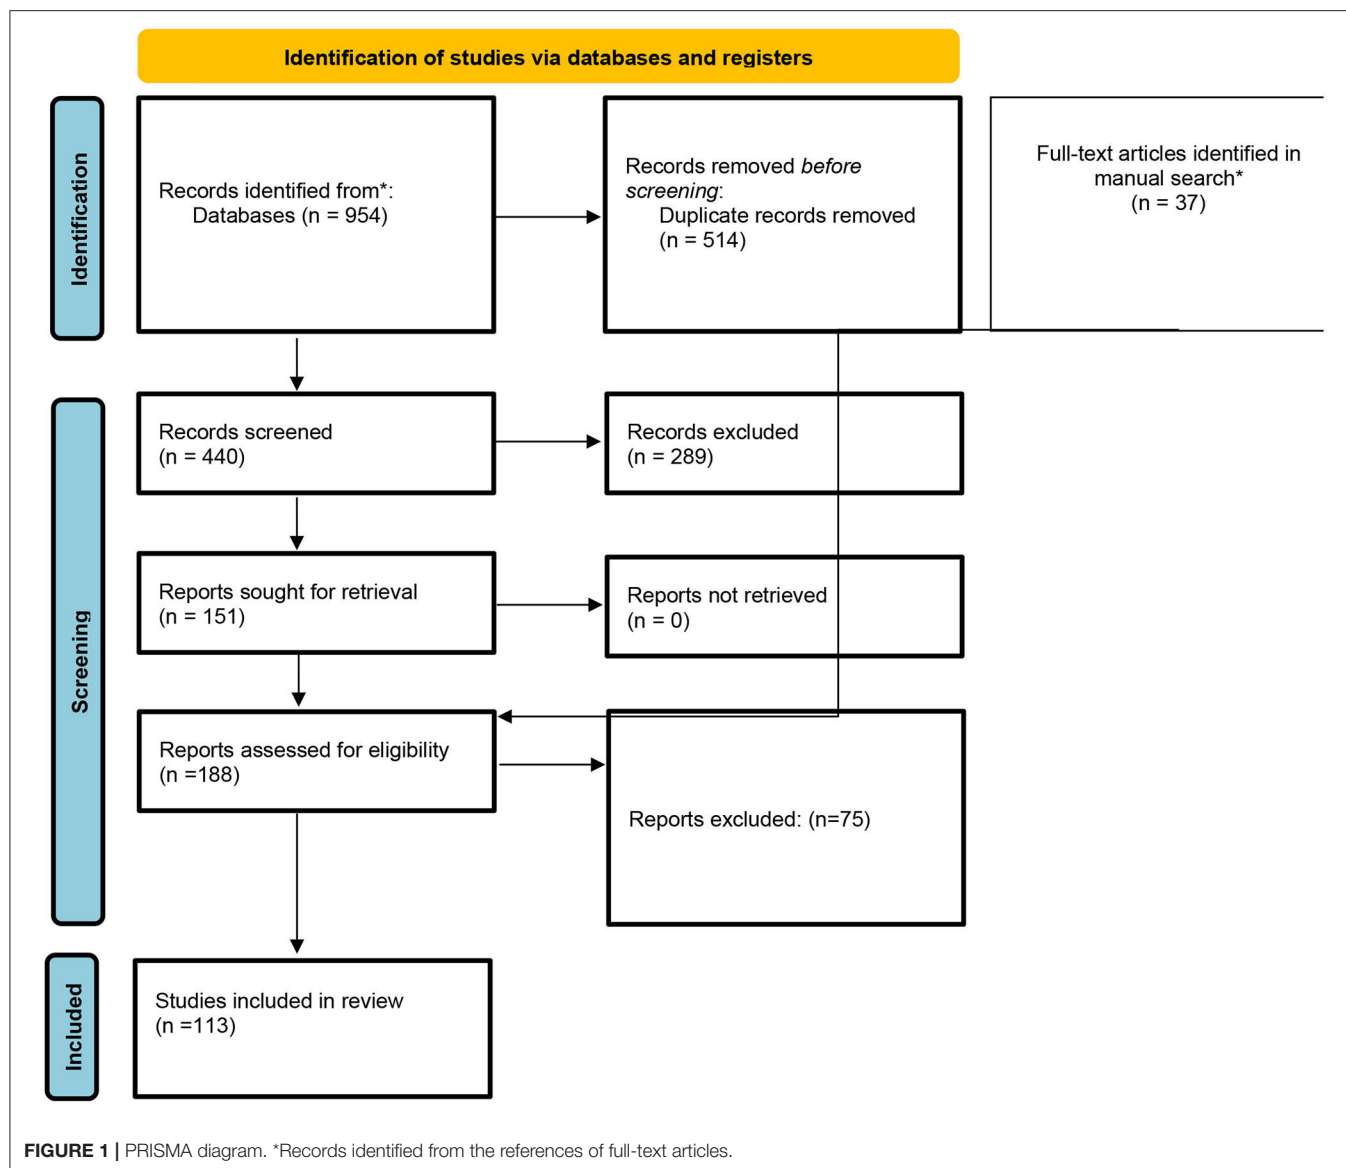 Identification of studies via databases and registers
Identification
Records identified from*:
Databases (n = 954)
Records removed before
screening:
Duplicate records removed
(n = 514)
Full-text articles identified in
manual search*
(n = 37)
Screening
Records screened
(n = 440)
Records excluded
(n = 289)
Reports sought for retrieval
(n = 151)
Reports not retrieved
(n = 0)
Reports assessed for eligibility
(n =188)
Reports excluded: (n=75)
Included
Studies included in review
(n =113)
FIGURE 1 | PRISMA diagram. *Records identified from the references of full-text articles.